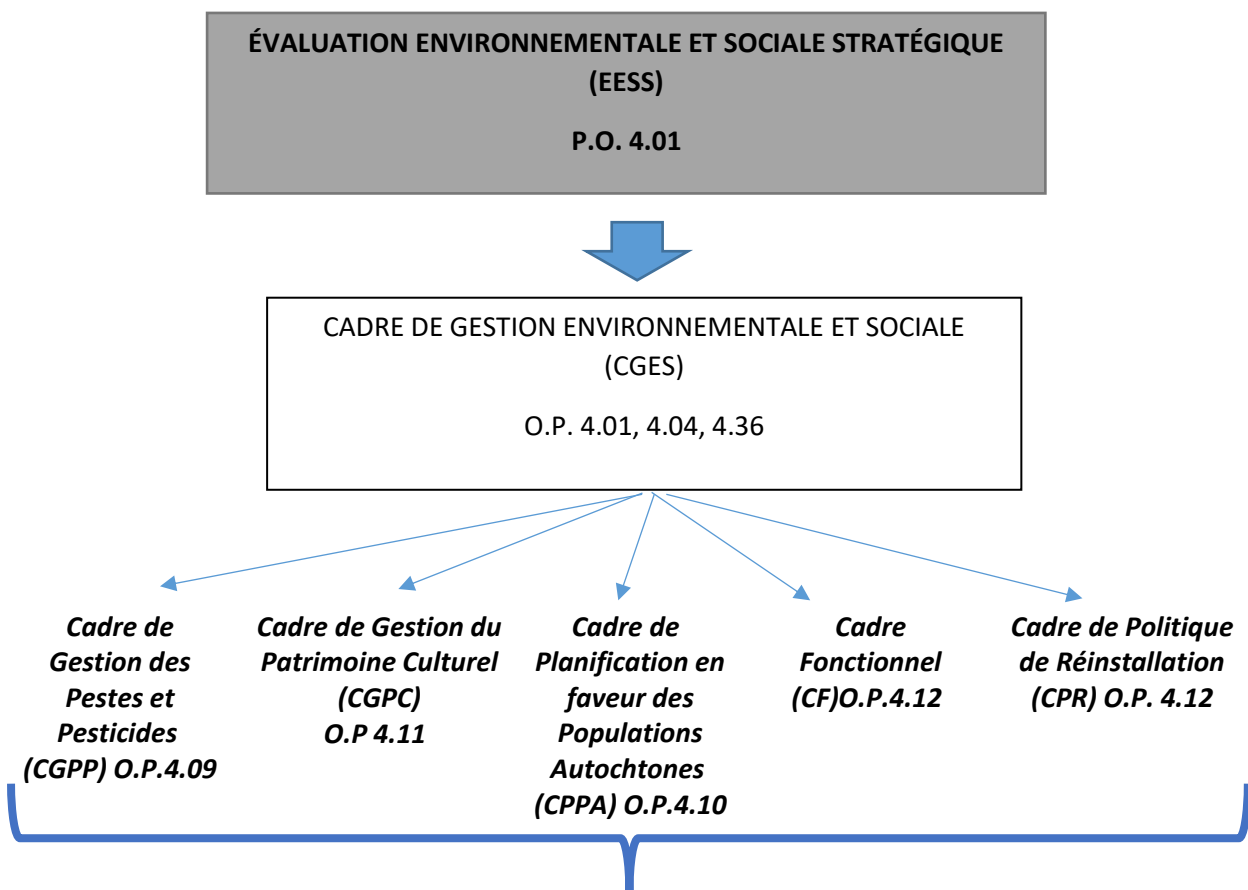 ÉVALUATION ENVIRONNEMENTALE ET SOCIALE STRATÉGIQUE
(EESS)
P.O. 4.01
CADRE DE GESTION ENVIRONNEMENTALE ET SOCIALE
(CGES)
O.P. 4.01, 4.04, 4.36
Cadre de
Gestion des
Pestes et
Pesticides
(CGPP) O.P.4.09
Cadre de Gestion du
Patrimoine Culturel
(CGPC)
O.P 4.11
Cadre de
Planification en
faveur des
Populations
Autochtones
(CPPA) O.P.4.10
Cadre
Fonctionnel
(CF)O.P.4.12
Cadre de Politique
de Réinstallation
(CPR) O.P. 4.12